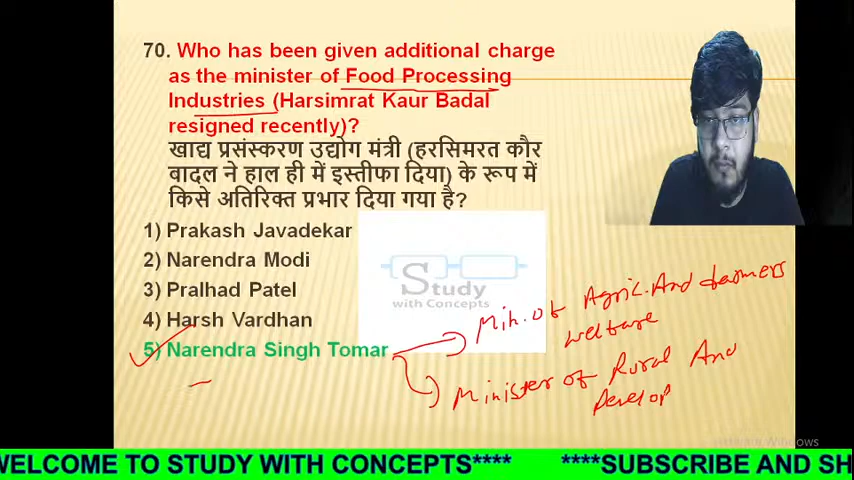 70. Who has been given additional charge
as the minister of Food Processing
Industries (Harsimrat Kaur Badal
resigned recently)?
खाद्य प्रसंस्करण उद्योग मंत्री (हरसिमरत कौर
बादल ने हाल ही में इस्तीफा दिया) के रूप में
किसे अतिरिक्त प्रभार दिया गया है?
1) Prakash Javadekar
2) Narendra Modi
3) Pralhad Patel
4) Harsh Vardhan
5) Narendra Singh Tomar
Study
with Concepts
Min. of Agric. And farmers
welfare
Minister of Rural And
Develop
Windows
WELCOME TO STUDY WITH CONCEPTS**** ****SUBSCRIBE AND SH